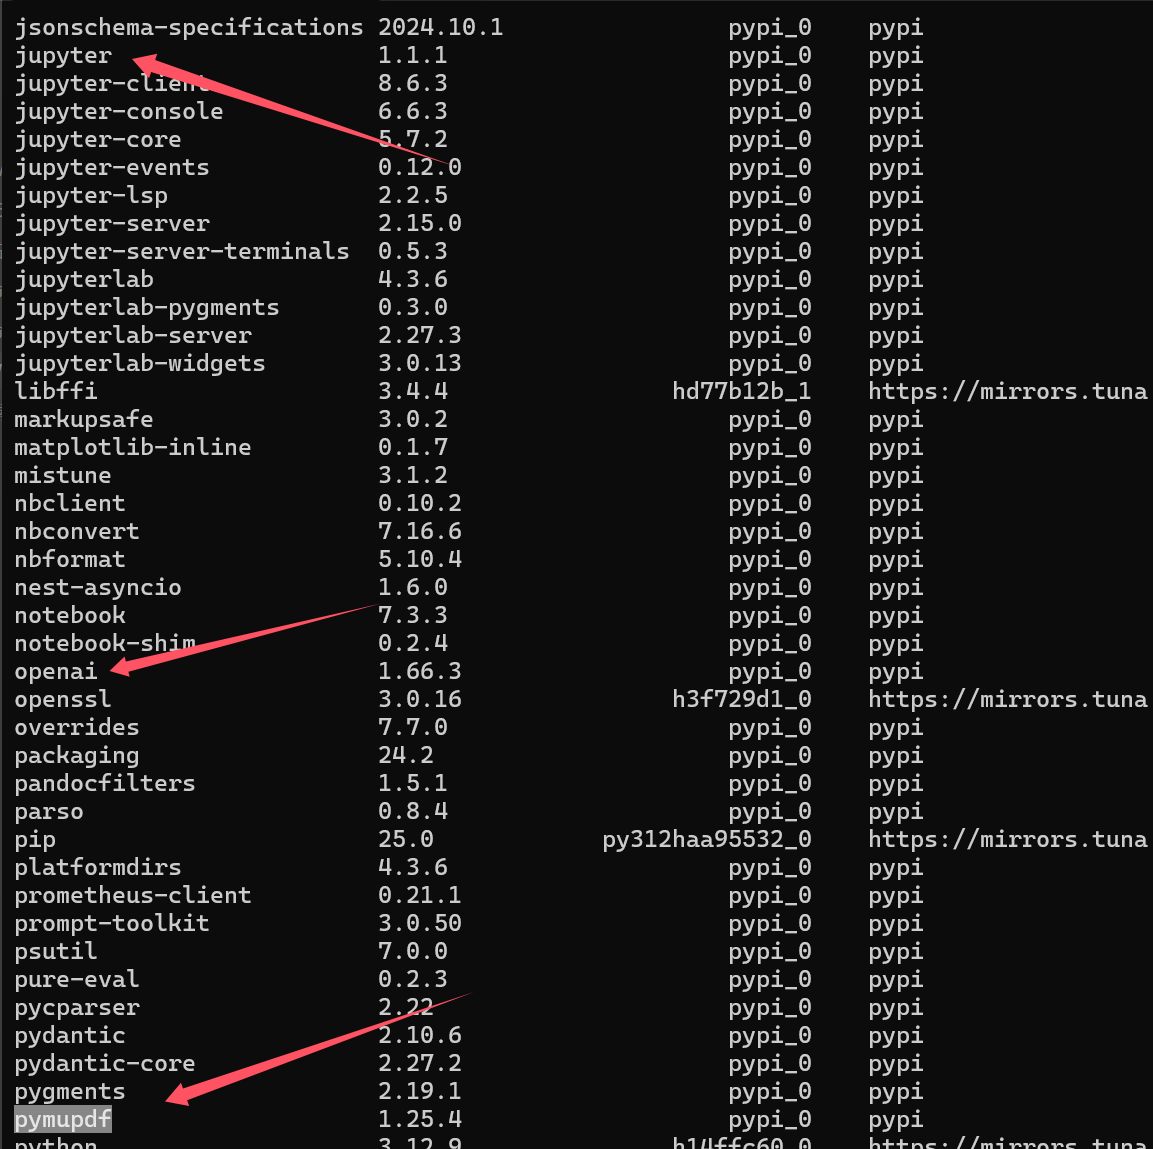 jsonschema-specifications 2024.10.1 pypi_0 pypi
jupyter 1.1.1 pypi_0 pypi
jupyter-client 8.6.3 pypi_0 pypi
jupyter-console 6.6.3 pypi_0 pypi
jupyter-core 5.7.2 pypi_0 pypi
jupyter-events 0.12.0 pypi_0 pypi
jupyter-lsp 2.2.5 pypi_0 pypi
jupyter-server 2.15.0 pypi_0 pypi
jupyter-server-terminals 0.5.3 pypi_0 pypi
jupyterlab 4.3.6 pypi_0 pypi
jupyterlab-pygments 0.3.0 pypi_0 pypi
jupyterlab-server 2.27.3 pypi_0 pypi
jupyterlab-widgets 3.0.13 pypi_0 pypi
libffi 3.4.4 hd77b12b_1 https://mirrors.tuna
markupsafe 3.0.2 pypi_0 pypi
matplotlib-inline 0.1.7 pypi_0 pypi
mistune 3.1.2 pypi_0 pypi
nbclient 0.10.2 pypi_0 pypi
nbconvert 7.16.6 pypi_0 pypi
nbformat 5.10.4 pypi_0 pypi
nest-asyncio 1.6.0 pypi_0 pypi
notebook 7.3.3 pypi_0 pypi
notebook-shim 0.2.4 pypi_0 pypi
openai 1.66.3 pypi_0 pypi
openssl 3.0.16 h3f729d1_0 https://mirrors.tuna
overrides 7.7.0 pypi_0 pypi
packaging 24.2 pypi_0 pypi
pandocfilters 1.5.1 pypi_0 pypi
parso 0.8.4 pypi_0 pypi
pip 25.0 py312haa95532_0 https://mirrors.tuna
platformdirs 4.3.6 pypi_0 pypi
prometheus-client 0.21.1 pypi_0 pypi
prompt-toolkit 3.0.50 pypi_0 pypi
psutil 7.0.0 pypi_0 pypi
pure-eval 0.2.3 pypi_0 pypi
pycparser 2.22 pypi_0 pypi
pydantic 2.10.6 pypi_0 pypi
pydantic-core 2.27.2 pypi_0 pypi
pygments 2.19.1 pypi_0 pypi
pymupdf 1.25.4 pypi_0 pypi
python 3.12.9 h14ffc60_0 https://mirrors.tuna